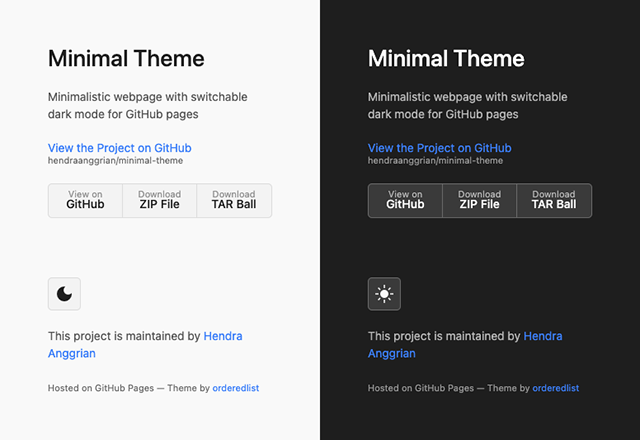 Minimal Theme
Minimalistic webpage with switchable
dark mode for GitHub pages
View the Project on GitHub
hendraanggrian/minimal-theme
View on Download Download
GitHub ZIP File TAR Ball
This project is maintained by Hendra
Anggrian
Hosted on GitHub Pages — Theme by orderedlist
Minimal Theme
Minimalistic webpage with switchable
dark mode for GitHub pages
View the Project on GitHub
hendraanggrian/minimal-theme
View on Download Download
GitHub ZIP File TAR Ball
This project is maintained by Hendra
Anggrian
Hosted on GitHub Pages — Theme by orderedlist